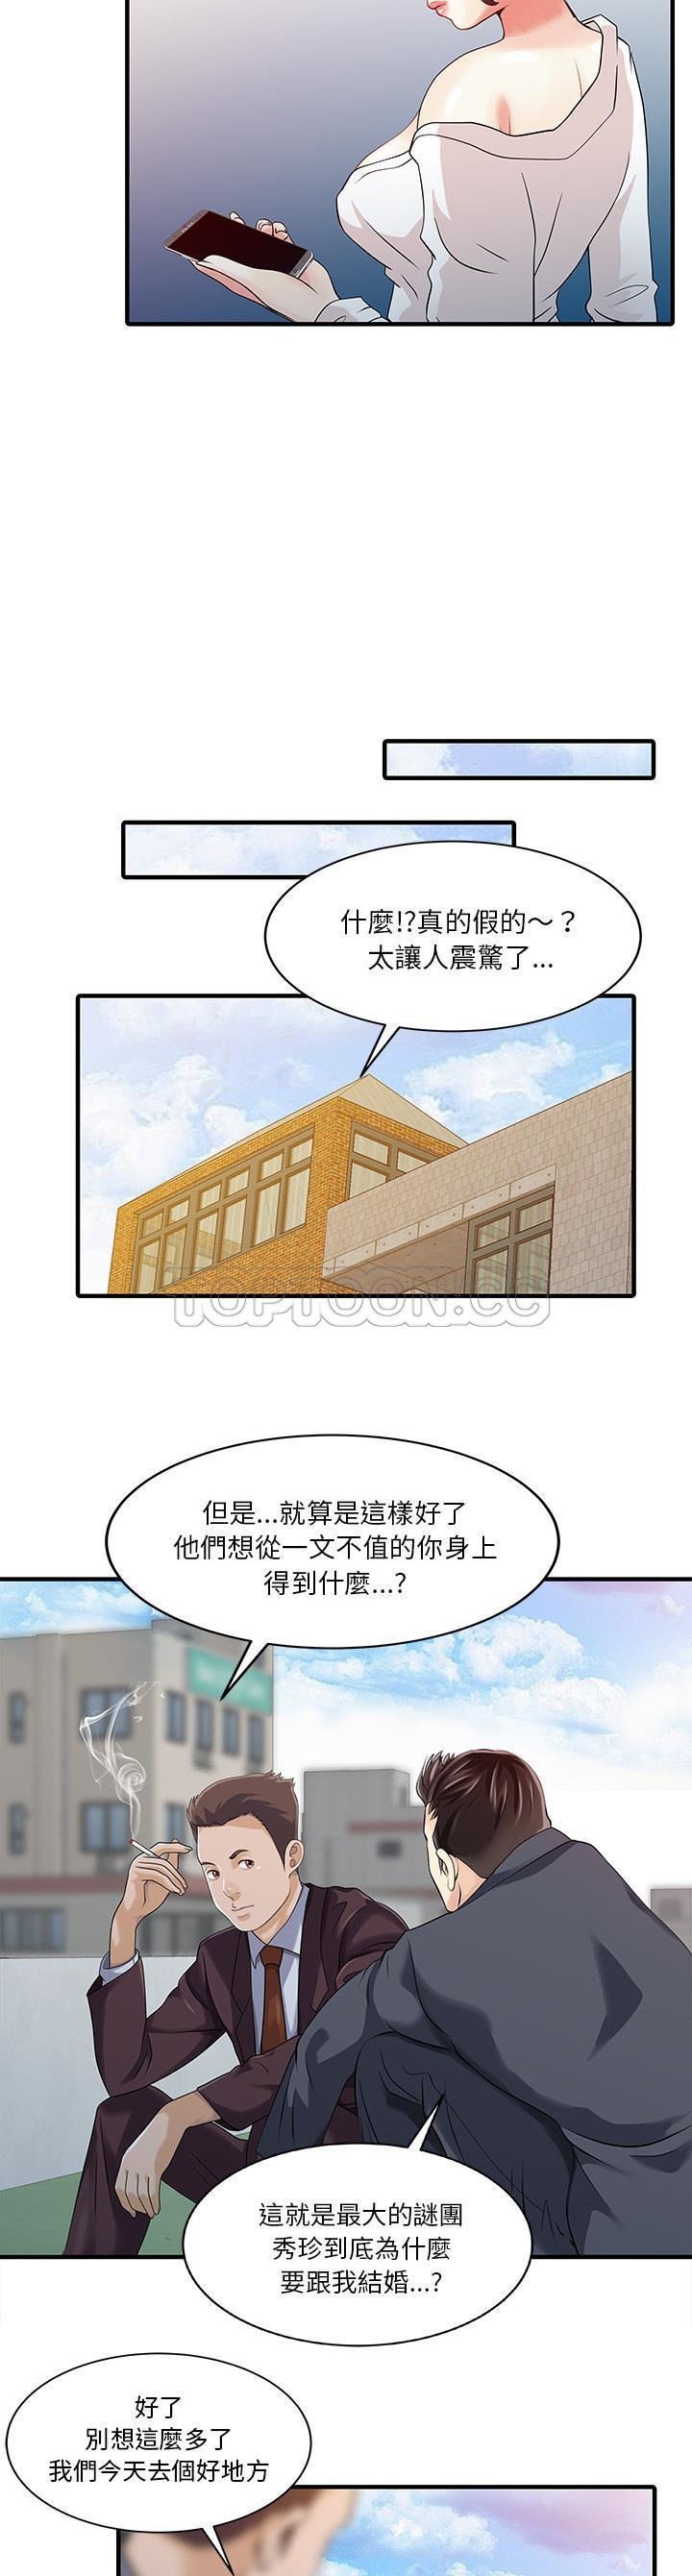 什麼!?真的假的～？
太讓人震驚了...
TOPTOON.CC
但是...就算是這樣好了
他們想從一文不值的你身上
得到什麼...?
這就是最大的謎團
秀珍到底為什麼
要跟我結婚...?
好了
別想這麼多了
我們今天去個好地方